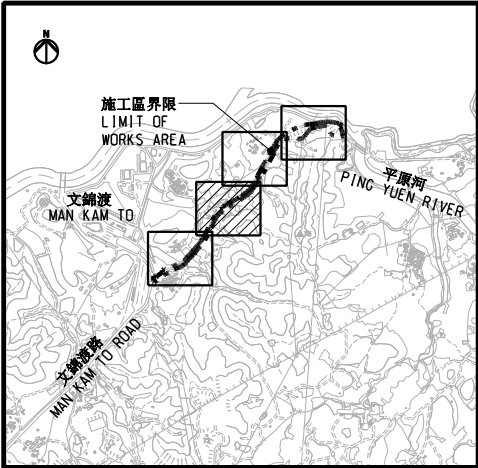 N
施工區界限
LIMIT OF
WORKS AREA
平原河
PING YUEN RIVER
文錦渡
MAN KAM TO
文錦渡路
MAN KAM TO ROAD